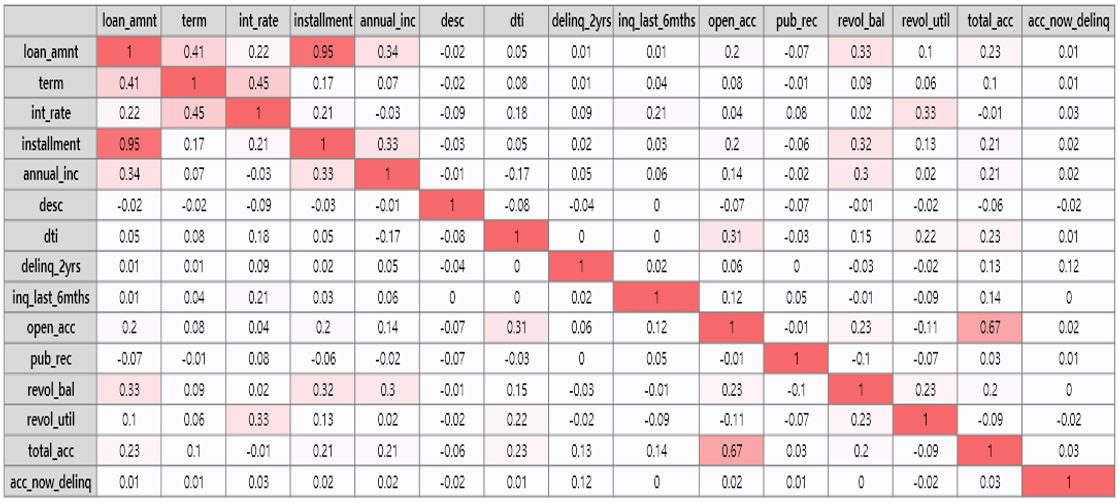 loan_amnt term int_rate installment annual_inc desc dti delinq_2yrs inq_last_6mths open_acc pub_rec revol_bal revol_util total_acc acc_now_delinq
loan_amnt 1 0.41 0.22 0.95 0.34 -0.02 0.05 0.01 0.01 0.2 -0.07 0.33 0.1 0.23 0.01
term 0.41 1 0.45 0.17 0.07 -0.02 0.08 0.01 0.04 0.08 -0.01 0.09 0.06 0.1 0.01
int_rate 0.22 0.45 1 0.21 -0.03 -0.09 0.18 0.09 0.21 0.04 0.08 0.02 0.33 -0.01 0.03
installment 0.95 0.17 0.21 1 0.33 -0.03 0.05 0.02 0.03 0.2 -0.06 0.32 0.13 0.21 0.02
annual_inc 0.34 0.07 -0.03 0.33 1 -0.01 -0.17 0.05 0.06 0.14 -0.02 0.3 0.02 0.21 0.02
desc -0.02 -0.02 -0.09 -0.03 -0.01 1 -0.08 -0.04 0 -0.07 -0.07 -0.01 -0.02 -0.06 -0.02
dti 0.05 0.08 0.18 0.05 -0.17 -0.08 1 0 0 0.31 -0.03 0.15 0.22 0.23 0.01
delinq_2yrs 0.01 0.01 0.09 0.02 0.05 -0.04 0 1 0.02 0.06 0 -0.03 -0.02 0.13 0.12
inq_last_6mths 0.01 0.04 0.21 0.03 0.06 0 0 0.02 1 0.12 0.05 -0.01 -0.09 0.14 0
open_acc 0.2 0.08 0.04 0.2 0.14 -0.07 0.31 0.06 0.12 1 -0.01 0.23 -0.11 0.67 0.02
pub_rec -0.07 -0.01 0.08 -0.06 -0.02 -0.07 -0.03 0 0.05 -0.01 1 -0.1 -0.07 0.03 0.01
revol_bal 0.33 0.09 0.02 0.32 0.3 -0.01 0.15 -0.03 -0.01 0.23 -0.1 1 0.23 0.2 0
revol_util 0.1 0.06 0.33 0.13 0.02 -0.02 0.22 -0.02 -0.09 -0.11 -0.07 0.23 1 -0.09 -0.02
total_acc 0.23 0.1 -0.01 0.21 0.21 -0.06 0.23 0.13 0.14 0.67 0.03 0.2 -0.09 1 0.03
acc_now_delinq 0.01 0.01 0.03 0.02 0.02 -0.02 0.01 0.12 0 0.02 0.01 0 -0.02 0.03 1